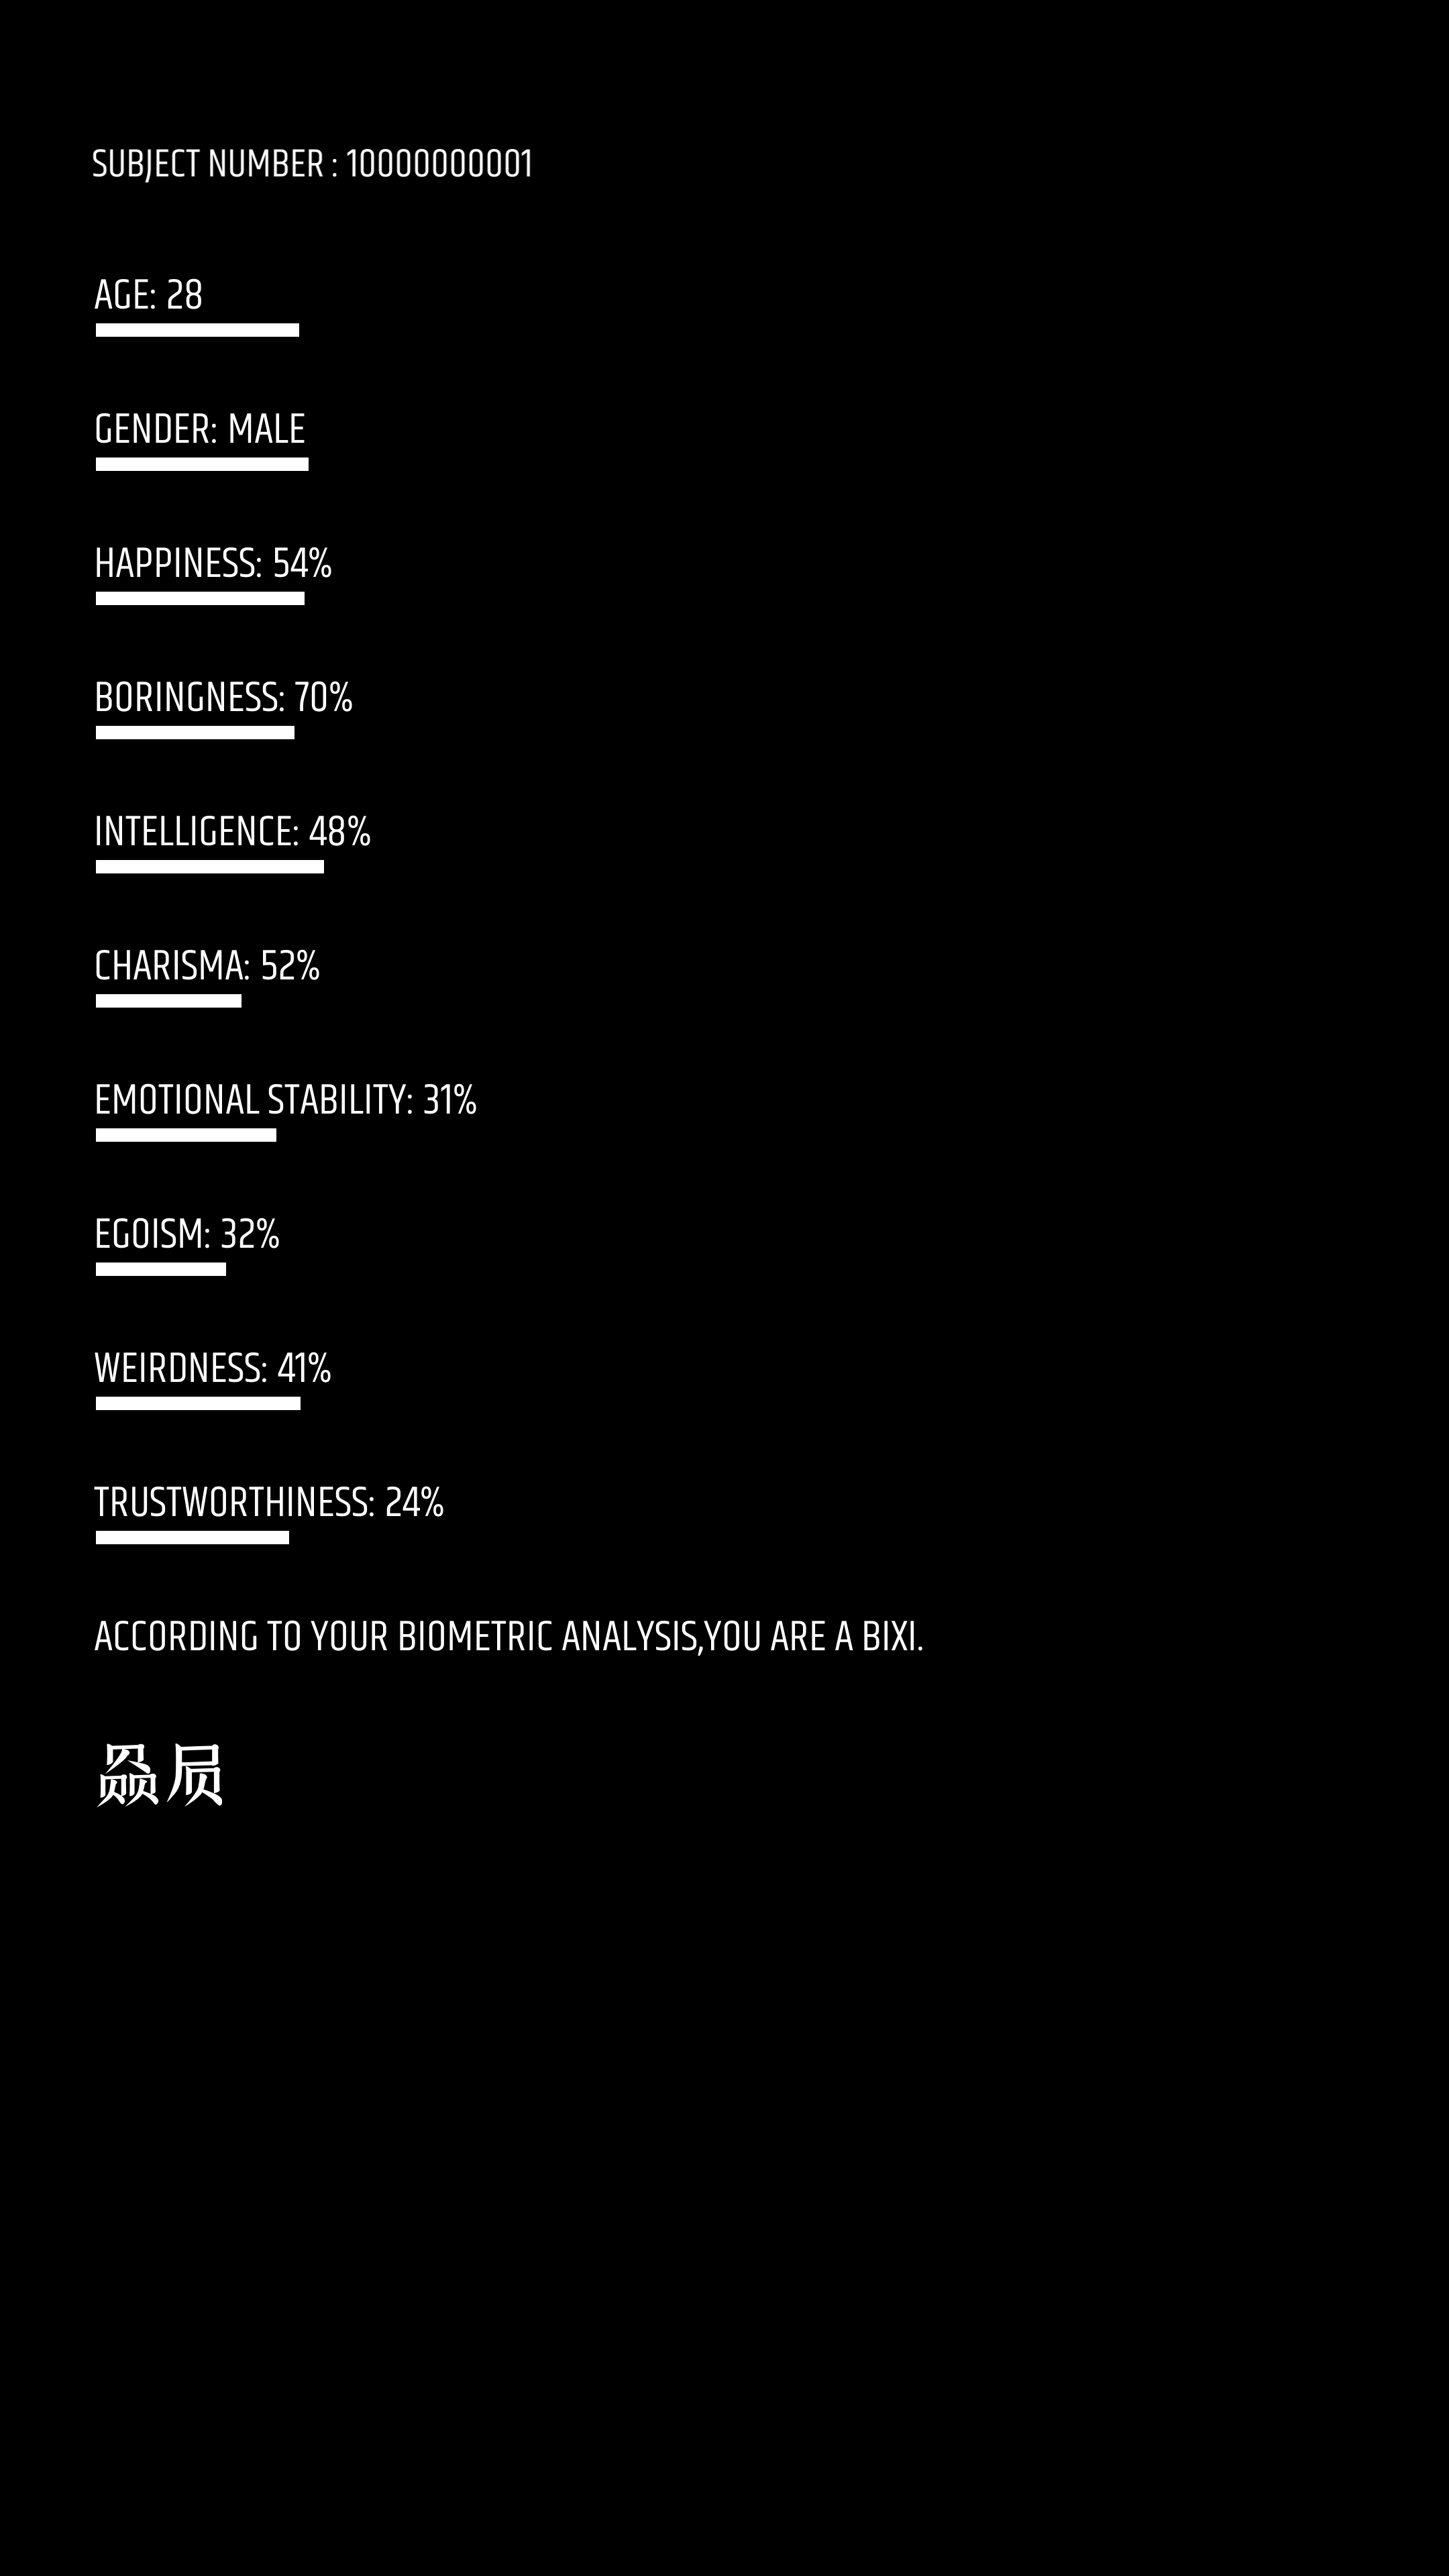 SUBJECT NUMBER : 10000000001
AGE: 28
GENDER: MALE
HAPPINESS: 54%
BORINGNESS: 70%
INTELLIGENCE: 48%
CHARISMA: 52%
EMOTIONAL STABILITY: 31%
EGOISM: 32%
WEIRDNESS: 41%
TRUSTWORTHINESS: 24%
ACCORDING TO YOUR BIOMETRIC ANALYSIS,YOU ARE A BIXI.
赑屃